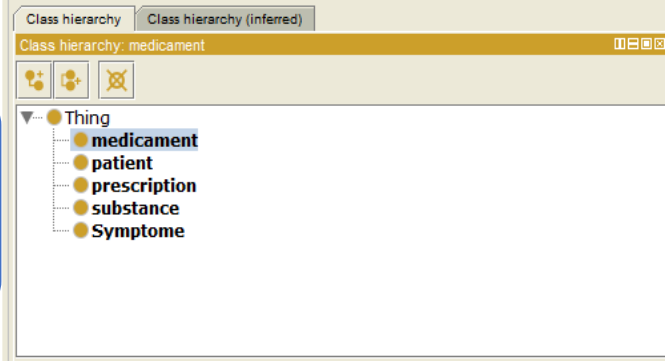 Class hierarchy Class hierarchy (inferred)
Class hierarchy: medicament
Thing
medicament
patient
prescription
substance
Symptome